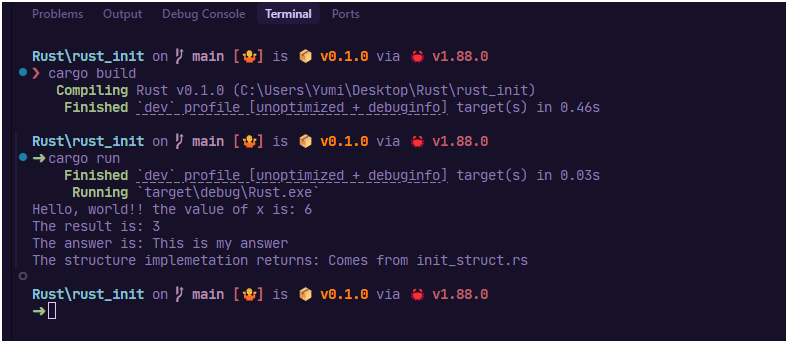 Problems Output Debug Console Terminal Ports
Rust\rust_init on main [🤷] is 📦 v0.1.0 via 🦀 v1.88.0
❯ cargo build
Compiling Rust v0.1.0 (C:\Users\Yumi\Desktop\Rust\rust_init)
Finished `dev` profile [unoptimized + debuginfo] target(s) in 0.46s
Rust\rust_init on main [🤷] is 📦 v0.1.0 via 🦀 v1.88.0
➜cargo run
Finished `dev` profile [unoptimized + debuginfo] target(s) in 0.03s
Running `target\debug\Rust.exe`
Hello, world!! the value of x is: 6
The result is: 3
The answer is: This is my answer
The structure implemetation returns: Comes from init_struct.rs
Rust\rust_init on main [🤷] is 📦 v0.1.0 via 🦀 v1.88.0
➜